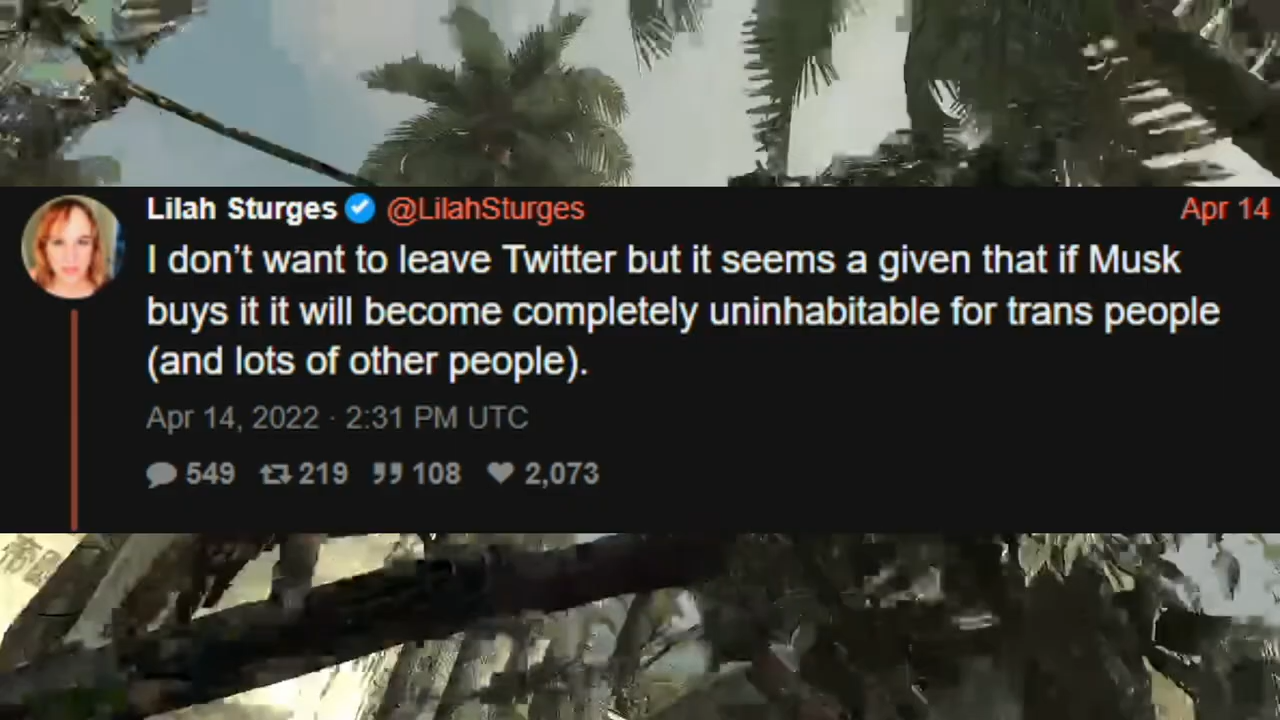 Lilah Sturges @LilahSturges Apr 14
I don’t want to leave Twitter but it seems a given that if Musk
buys it it will become completely uninhabitable for trans people
(and lots of other people).
Apr 14, 2022 · 2:31 PM UTC
549 219 108 2,073